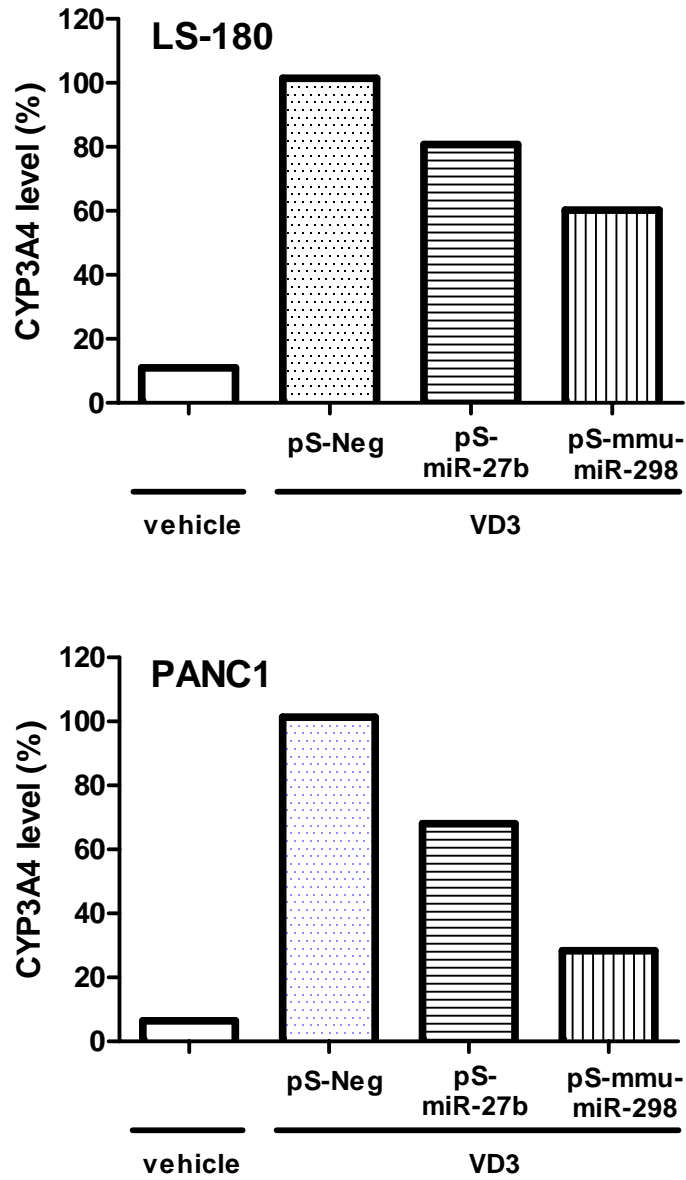 LS-180
CYP3A4 level (%)
120
100
80
60
40
20
0
pS-Neg
pS-
miR-27b
pS-mmu-
miR-298
vehicle
VD3
PANC1
CYP3A4 level (%)
120
100
80
60
40
20
0
pS-Neg
pS-
miR-27b
pS-mmu-
miR-298
vehicle
VD3